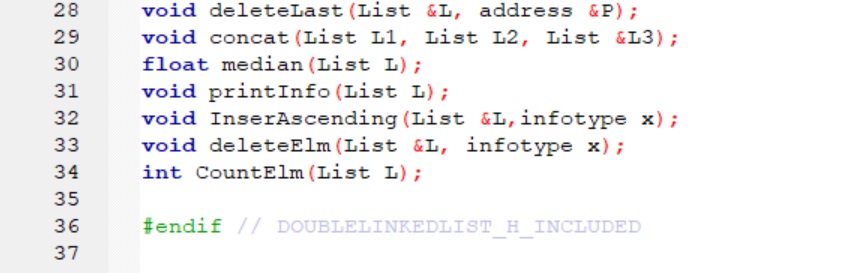 28 void deleteLast(List &L, address &P);
29 void concat(List L1, List L2, List &L3);
30 float median(List L);
31 void printInfo(List L);
32 void InserAscending(List &L,infotype x);
33 void deleteElm(List &L, infotype x);
34 int CountElm(List L);
35
36 #endif // DOUBLELINKEDLIST_H_INCLUDED
37